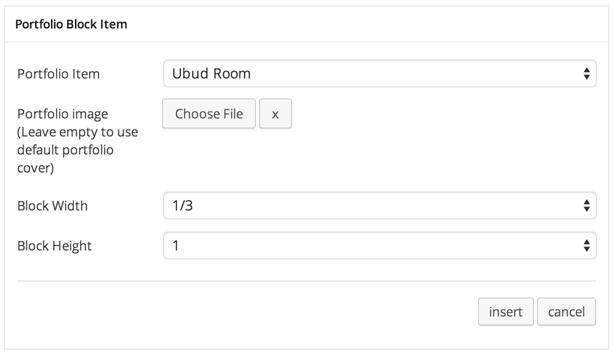 Portfolio Block Item
Portfolio Item
Ubud Room
Portfolio image
(Leave empty to use
default portfolio
cover)
Choose File
x
Block Width
1/3
Block Height
1
insert
cancel